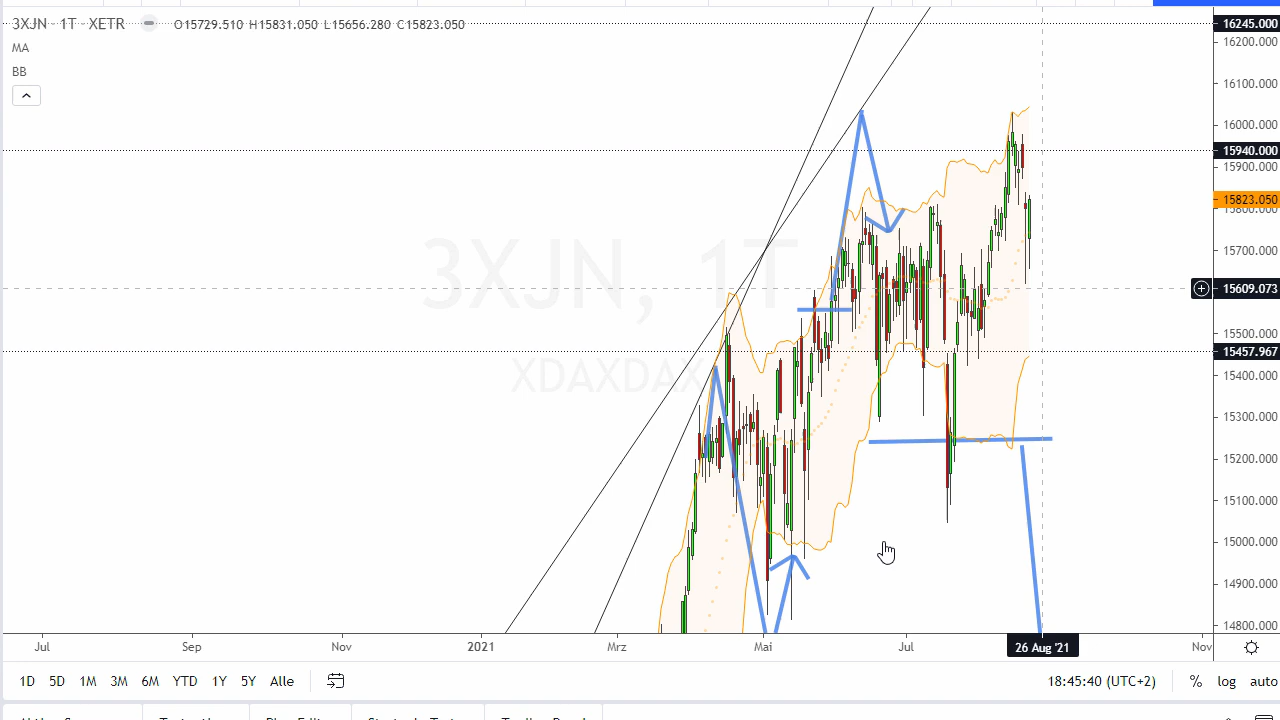 3XJN · 1T · XETR O15729.510 H15831.050 L15656.280 C15823.050
MA
BB
3XJN, 1T
XDAXDAX
16245.000
16200.000
16100.000
16000.000
15940.000
15900.000
15823.050
15800.000
15700.000
15609.073
15500.000
15457.967
15400.000
15300.000
15200.000
15100.000
15000.000
14900.000
14800.000
Jul Sep Nov 2021 Mrz Mai Jul 26 Aug '21 Nov
1D 5D 1M 3M 6M YTD 1Y 5Y Alle 18:45:40 (UTC+2) % log auto